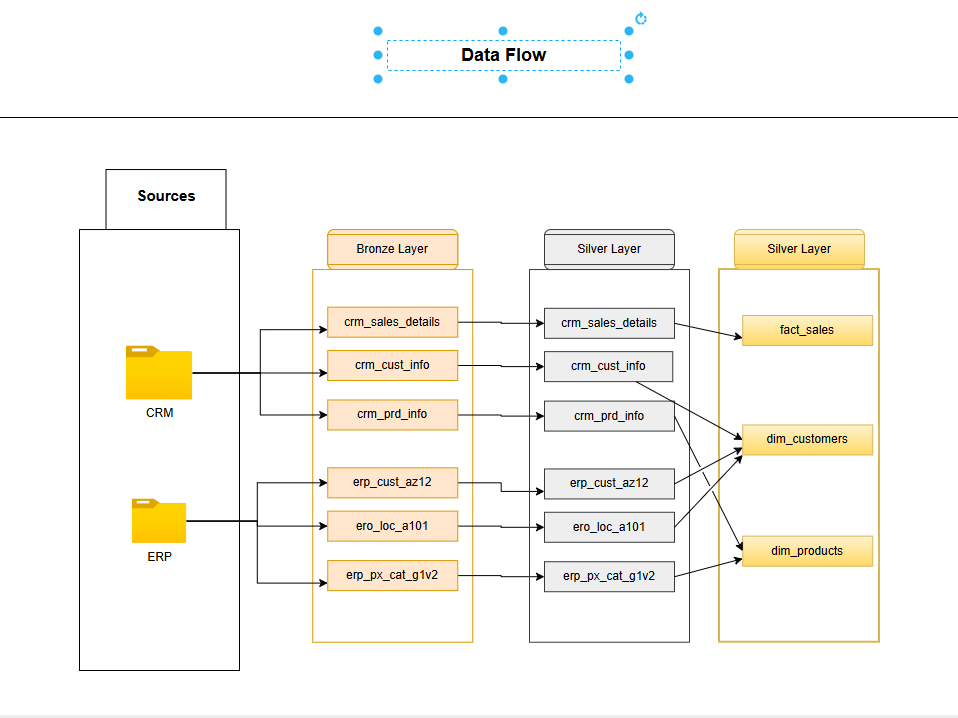 Data Flow
Sources
Bronze Layer
Silver Layer
Silver Layer
CRM
ERP
crm_sales_details
crm_cust_info
crm_prd_info
erp_cust_az12
ero_loc_a101
erp_px_cat_g1v2
crm_sales_details
crm_cust_info
crm_prd_info
erp_cust_az12
ero_loc_a101
erp_px_cat_g1v2
fact_sales
dim_customers
dim_products